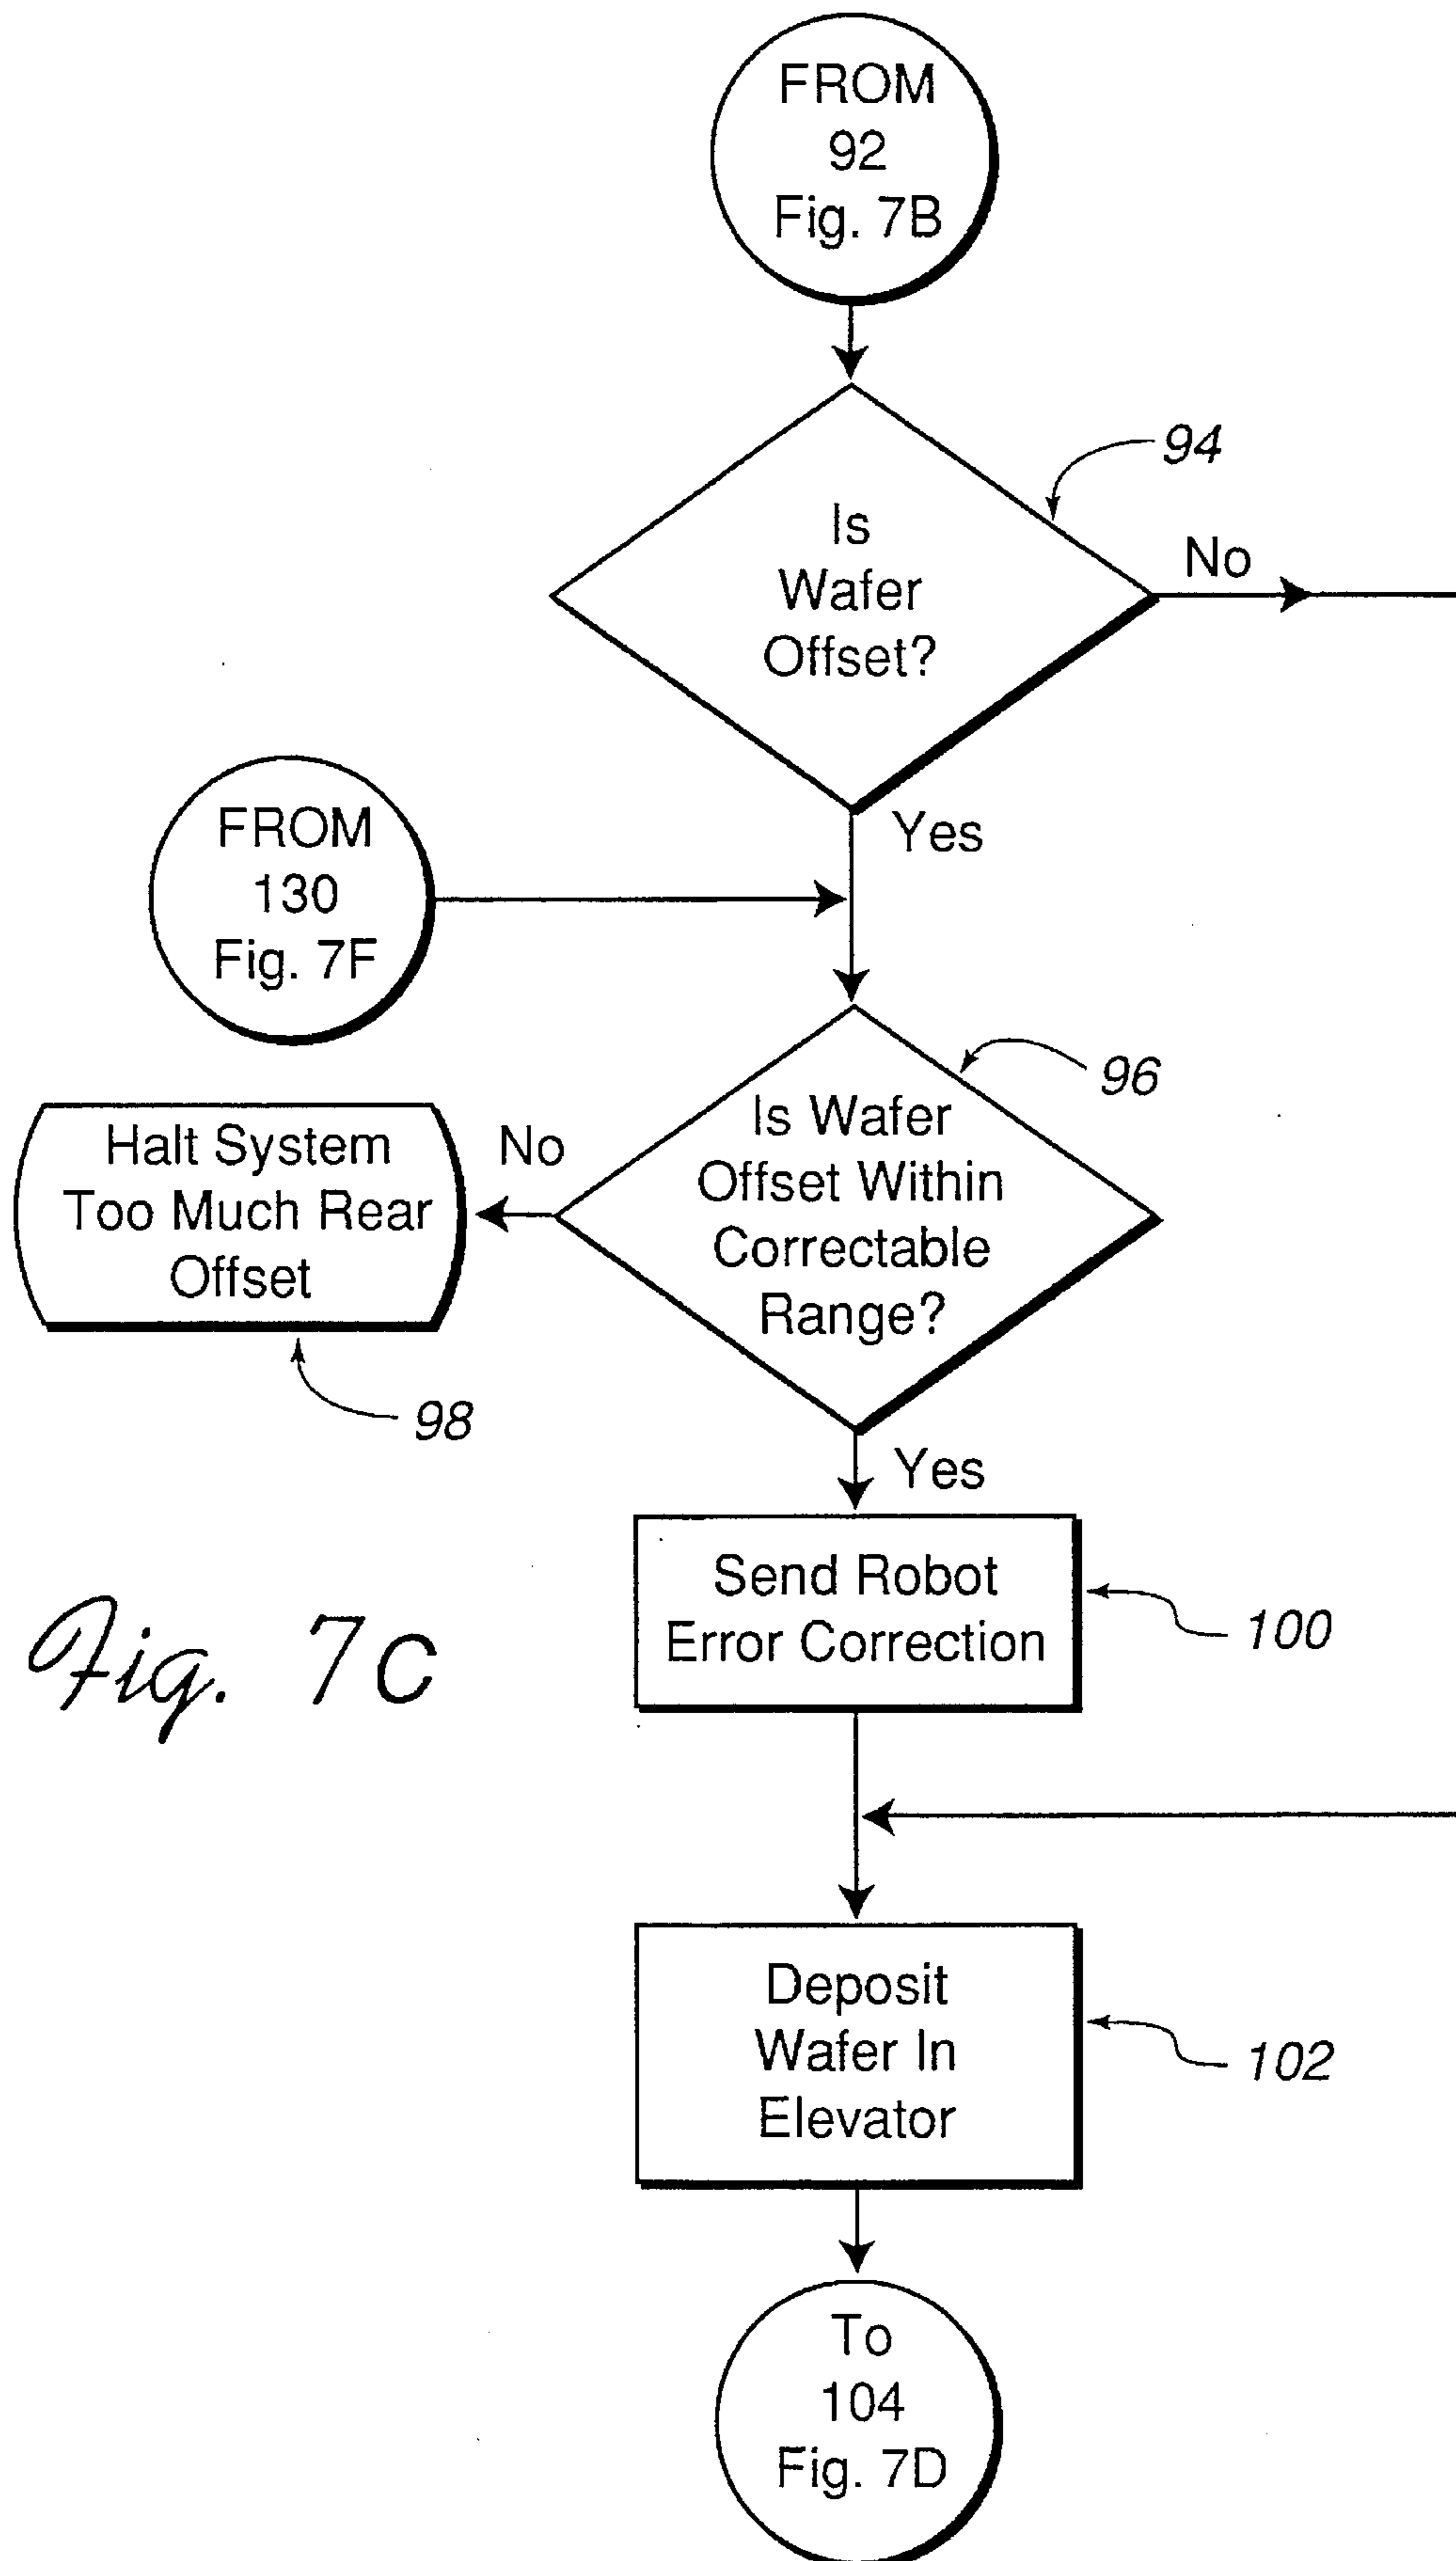 FROM
92
Fig. 7B
94
Is
Wafer
Offset?
No
Yes
FROM
130
Fig. 7F
96
Is Wafer
Offset Within
Correctable
Range?
No
Halt System
Too Much Rear
Offset
98
Yes
Send Robot
Error Correction
100
Fig. 7C
Deposit
Wafer In
Elevator
102
To
104
Fig. 7D